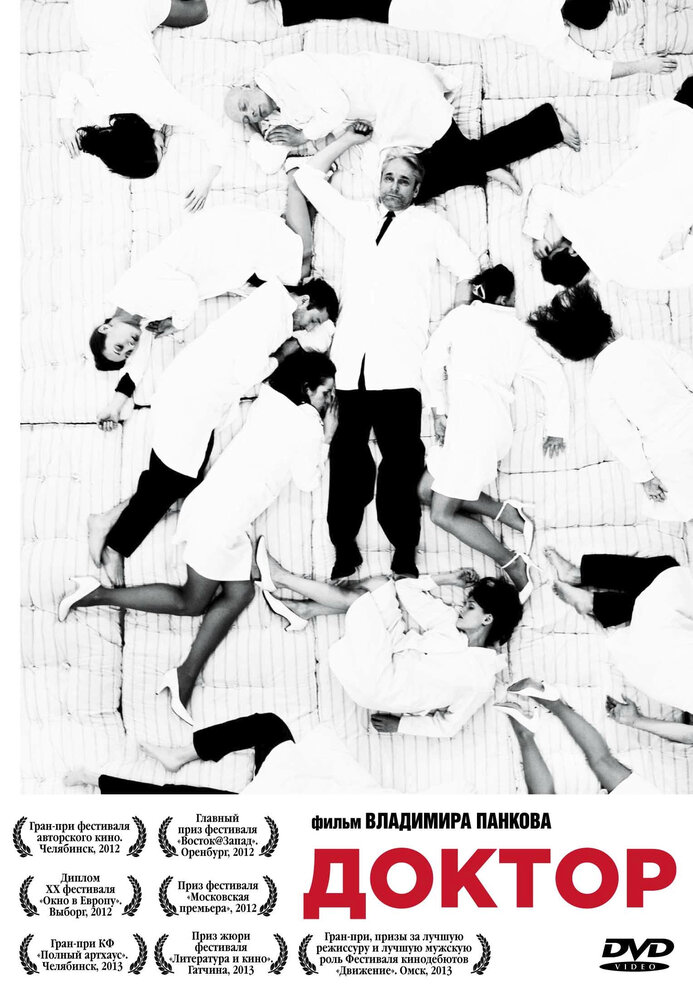 фильм ВЛАДИМИРА ПАНКОВА
ДОКТОР
Гран-при фестиваля
авторского кино.
Челябинск, 2012
Главный
приз фестиваля
«Восток@Запад».
Оренбург, 2012
Диплом
XX фестиваля
«Окно в Европу».
Выборг, 2012
Приз фестиваля
«Московская
премьера», 2012
Гран-при КФ
«Полный артхаус».
Челябинск, 2013
Приз жюри
фестиваля
«Литература и кино».
Гатчина, 2013
Гран-при, призы за лучшую
режиссуру и лучшую мужскую
роль Фестиваля кинодебютов
«Движение». Омск, 2013
DVD
VIDEO